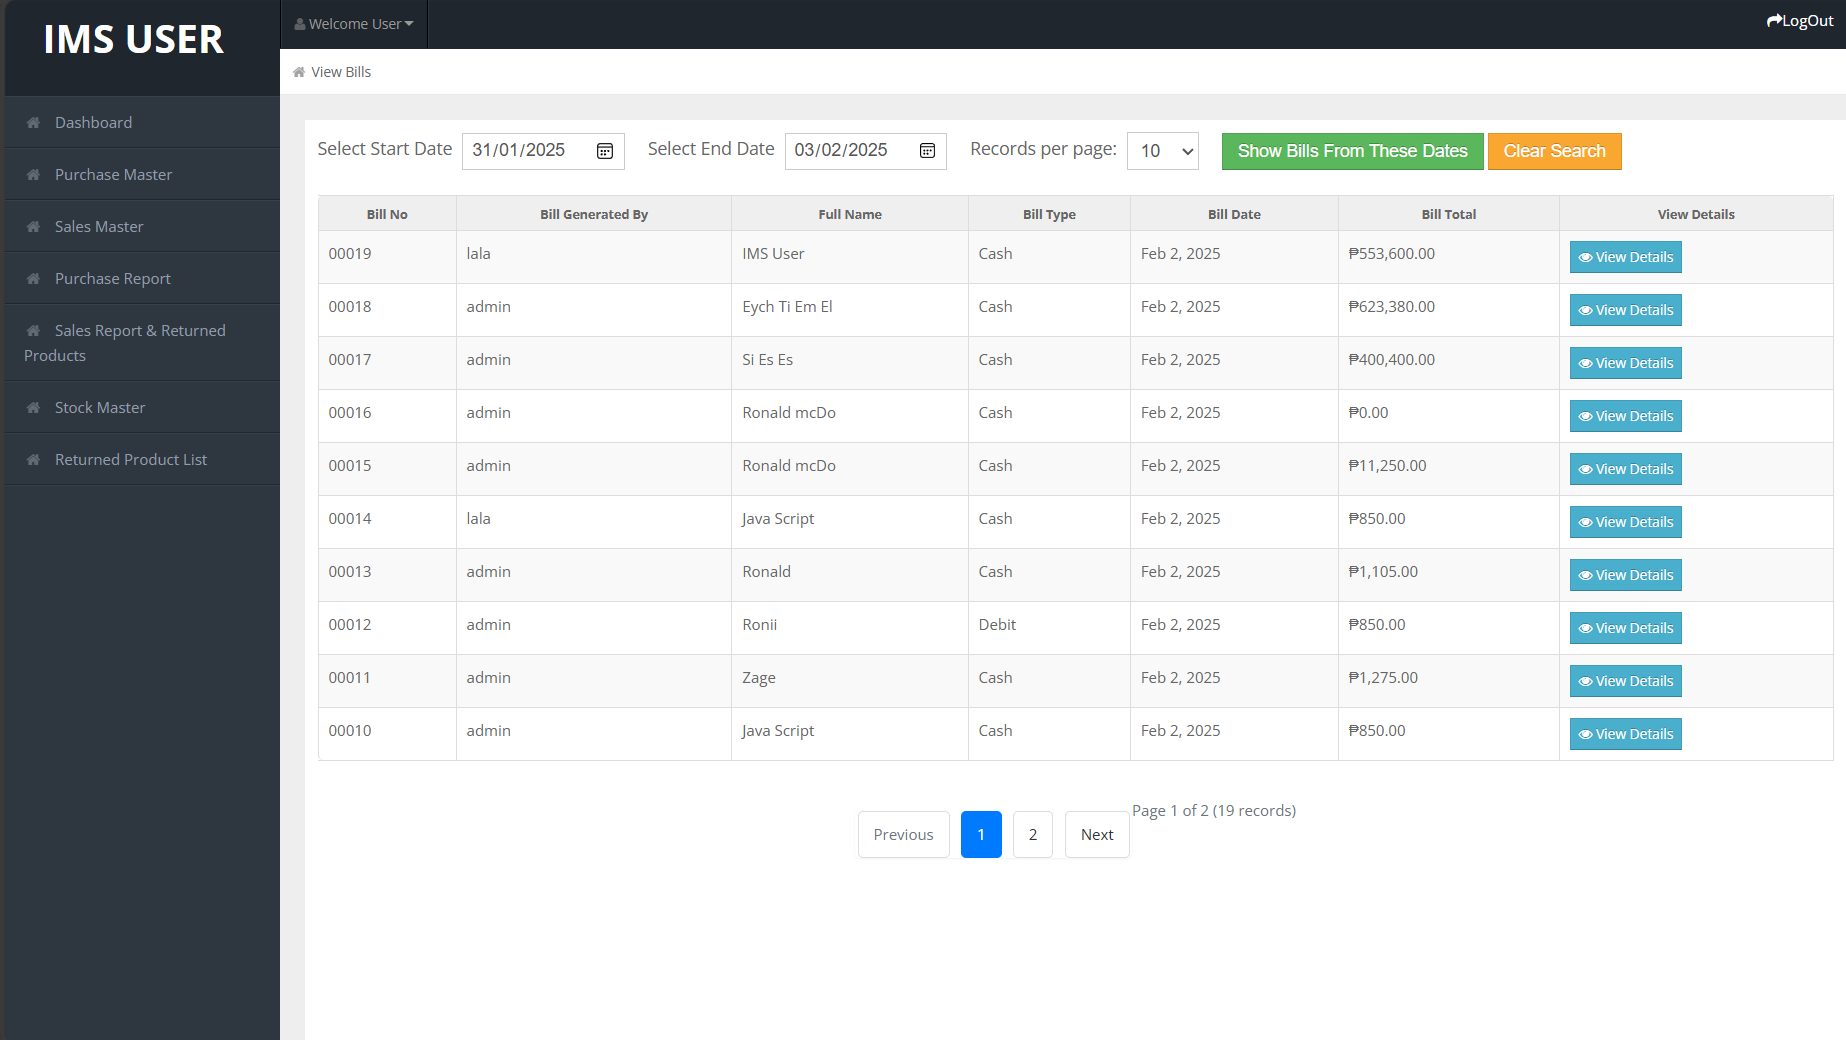 IMS USER
Welcome User
LogOut
View Bills
Dashboard
Purchase Master
Sales Master
Purchase Report
Sales Report & Returned
Products
Stock Master
Returned Product List
Select Start Date 31/01/2025 Select End Date 03/02/2025 Records per page: 10 Show Bills From These Dates Clear Search
Bill No Bill Generated By Full Name Bill Type Bill Date Bill Total View Details
00019 lala IMS User Cash Feb 2, 2025 ₱553,600.00 View Details
00018 admin Eych Ti Em El Cash Feb 2, 2025 ₱623,380.00 View Details
00017 admin Si Es Es Cash Feb 2, 2025 ₱400,400.00 View Details
00016 admin Ronald mcDo Cash Feb 2, 2025 ₱0.00 View Details
00015 admin Ronald mcDo Cash Feb 2, 2025 ₱11,250.00 View Details
00014 lala Java Script Cash Feb 2, 2025 ₱850.00 View Details
00013 admin Ronald Cash Feb 2, 2025 ₱1,105.00 View Details
00012 admin Ronii Debit Feb 2, 2025 ₱850.00 View Details
00011 admin Zage Cash Feb 2, 2025 ₱1,275.00 View Details
00010 admin Java Script Cash Feb 2, 2025 ₱850.00 View Details
Previous 1 2 Next Page 1 of 2 (19 records)